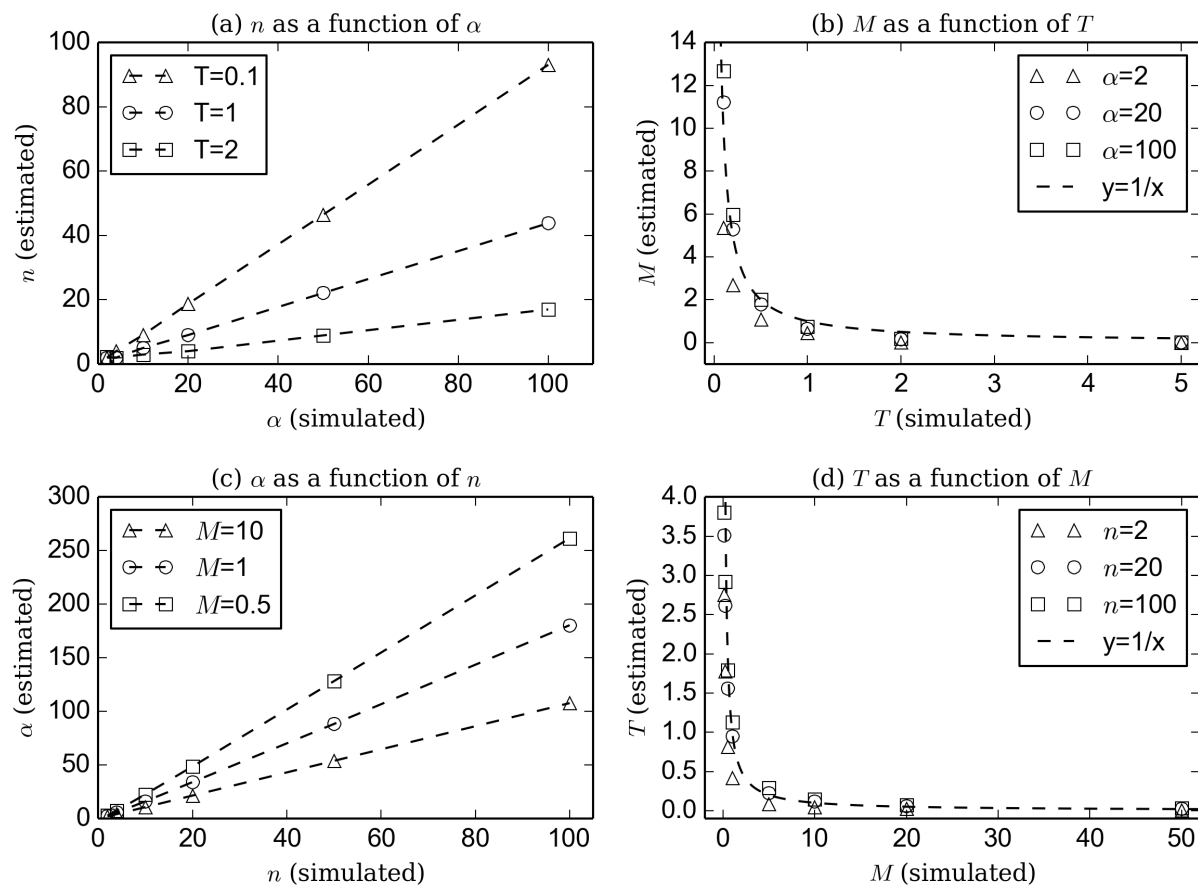 (a) n as a function of α
100
80
60
40
20
0
n (estimated)
T=0.1
T=1
T=2
0 20 40 60 80 100
α (simulated)
(b) M as a function of T
14
12
10
8
6
4
2
0
M (estimated)
α=2
α=20
α=100
y=1/x
0 1 2 3 4 5
T (simulated)
(c) α as a function of n
300
250
200
150
100
50
0
α (estimated)
M=10
M=1
M=0.5
0 20 40 60 80 100
n (simulated)
(d) T as a function of M
4.0
3.5
3.0
2.5
2.0
1.5
1.0
0.5
0.0
T (estimated)
n=2
n=20
n=100
y=1/x
0 10 20 30 40 50
M (simulated)